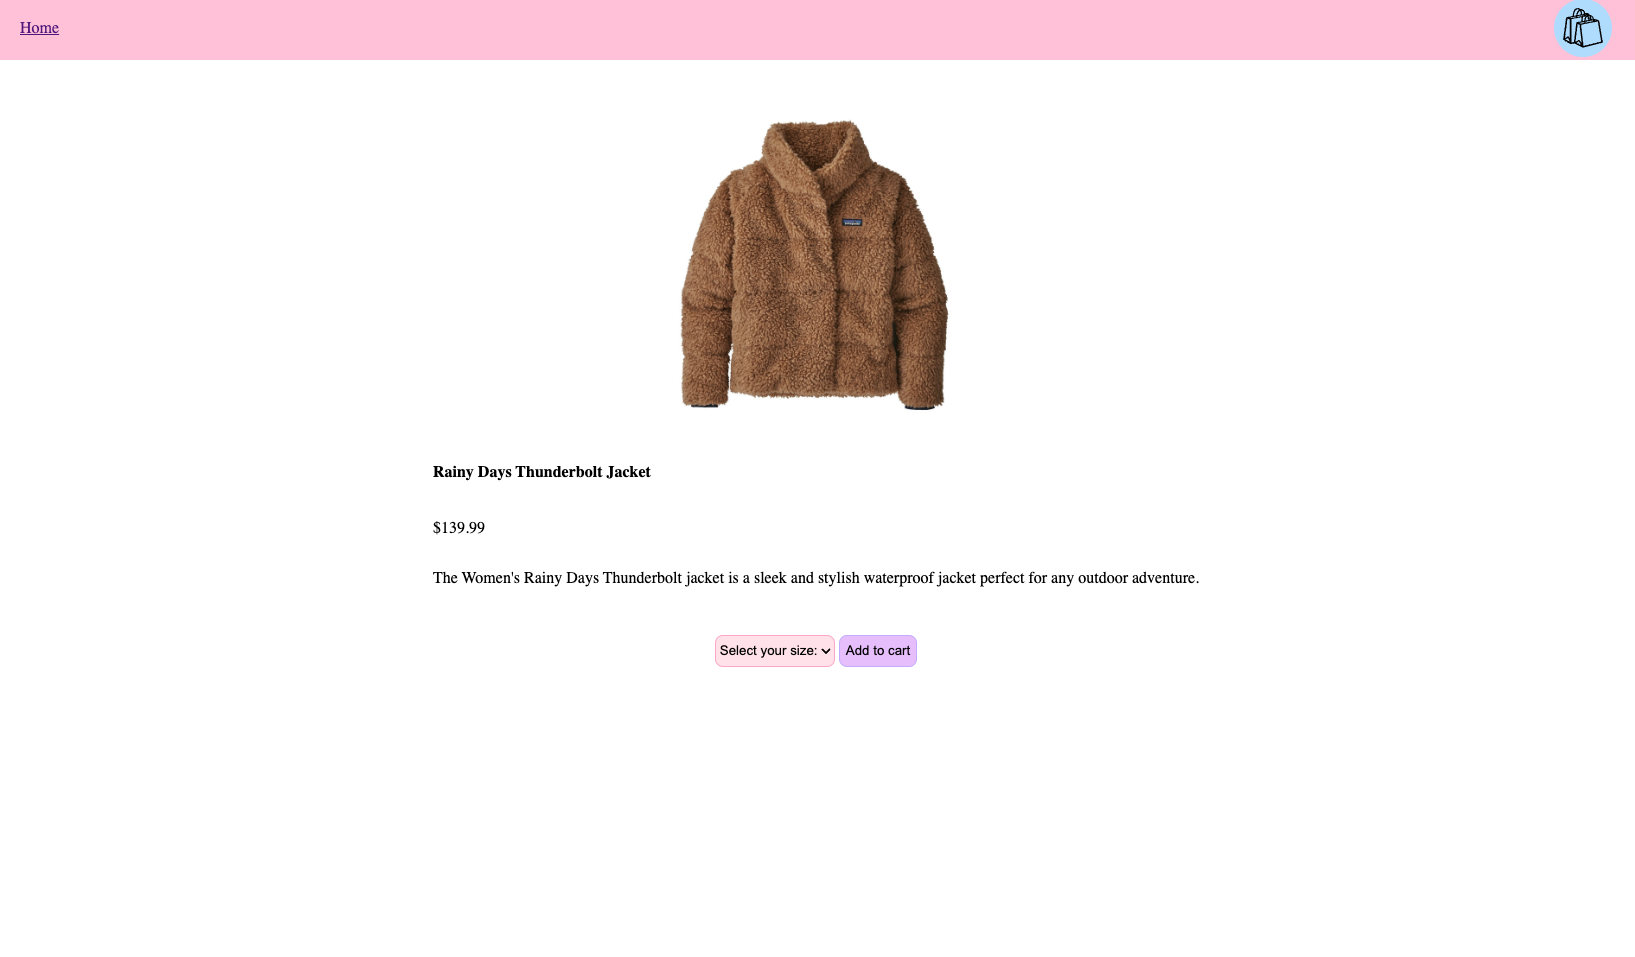 Home
Rainy Days Thunderbolt Jacket
$139.99
The Women's Rainy Days Thunderbolt jacket is a sleek and stylish waterproof jacket perfect for any outdoor adventure.
Select your size: Add to cart